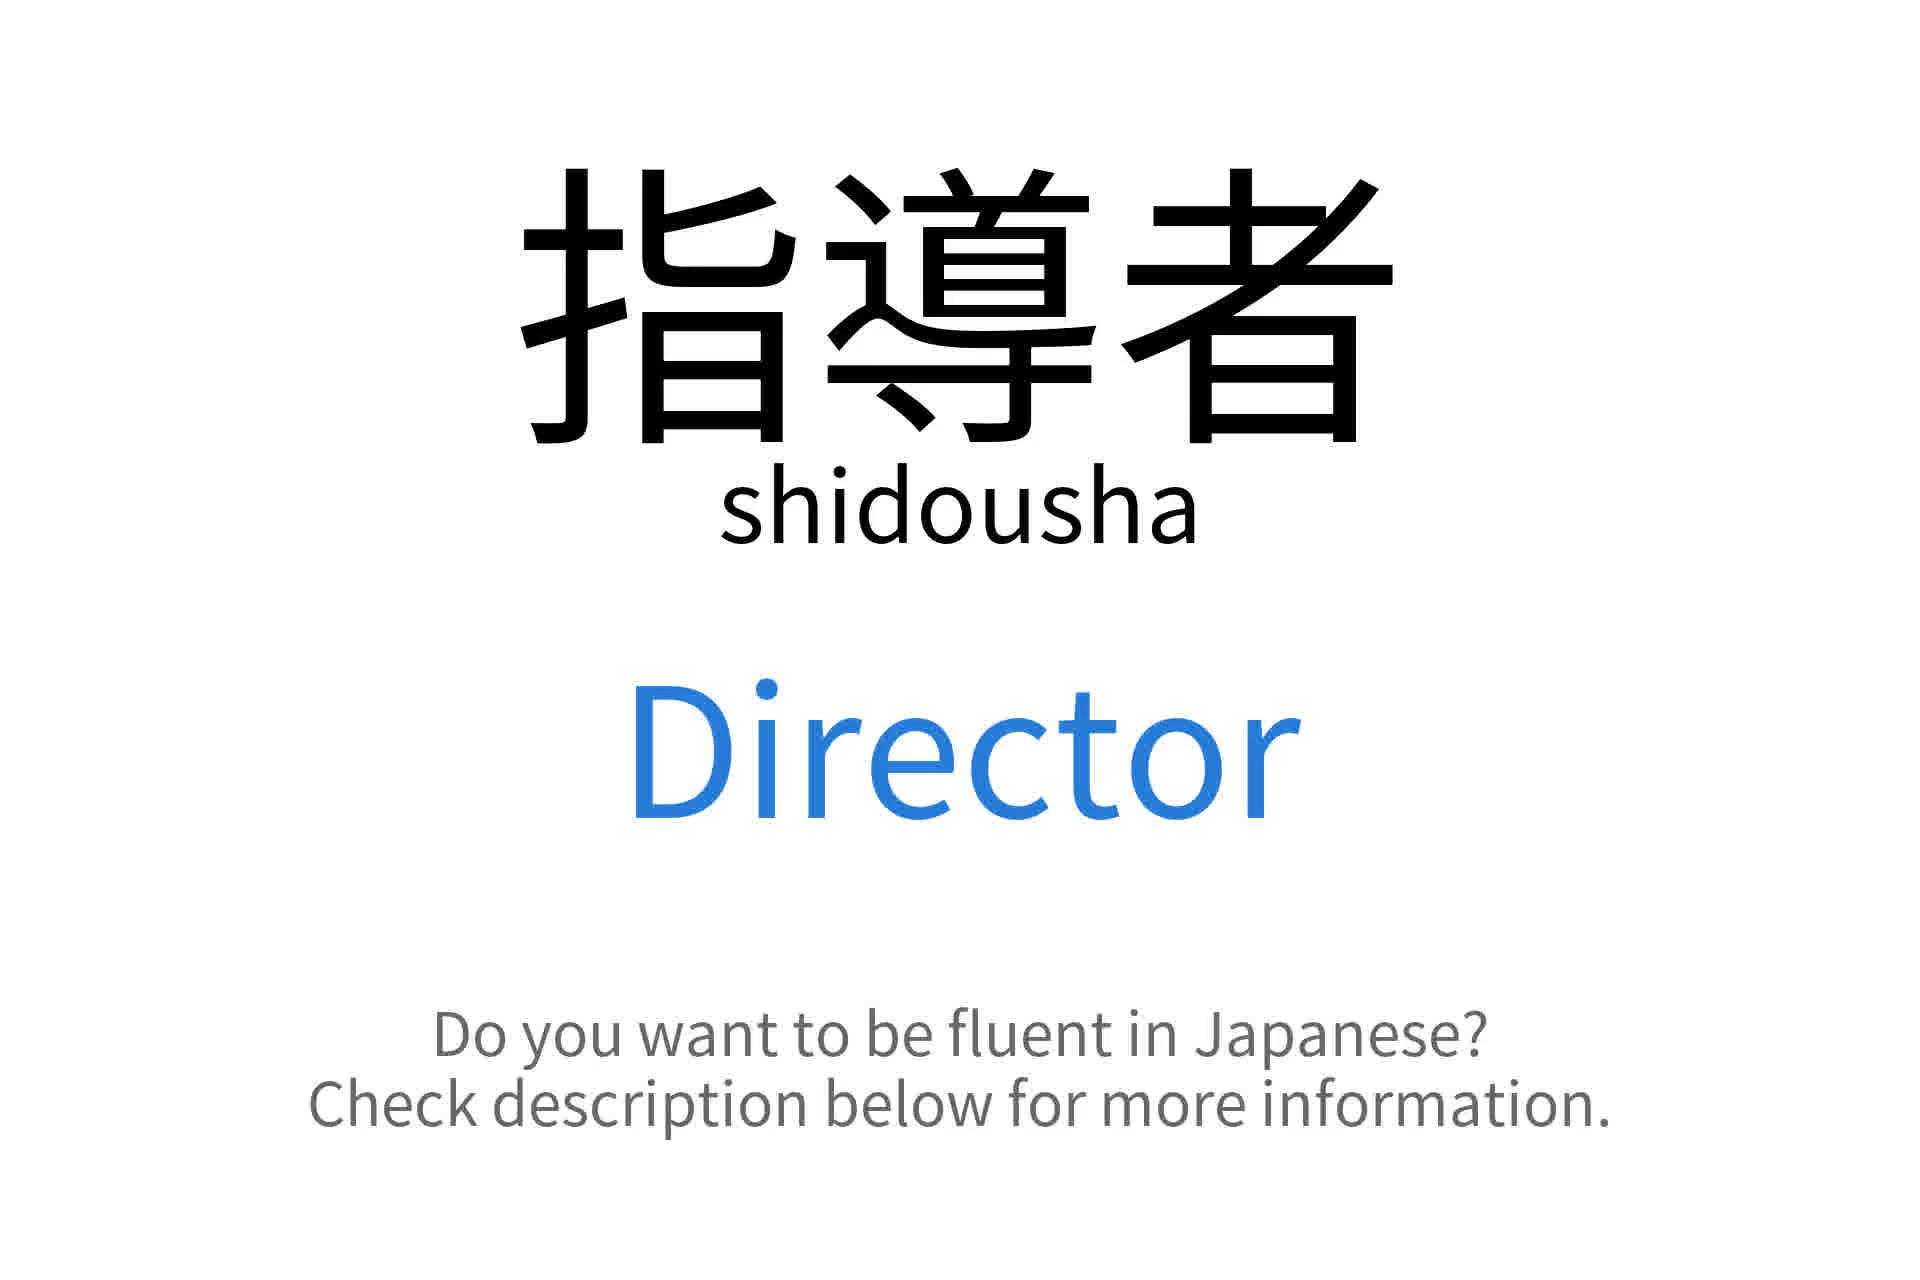 指導者
shidousha
Director
Do you want to be fluent in Japanese?
Check description below for more information.